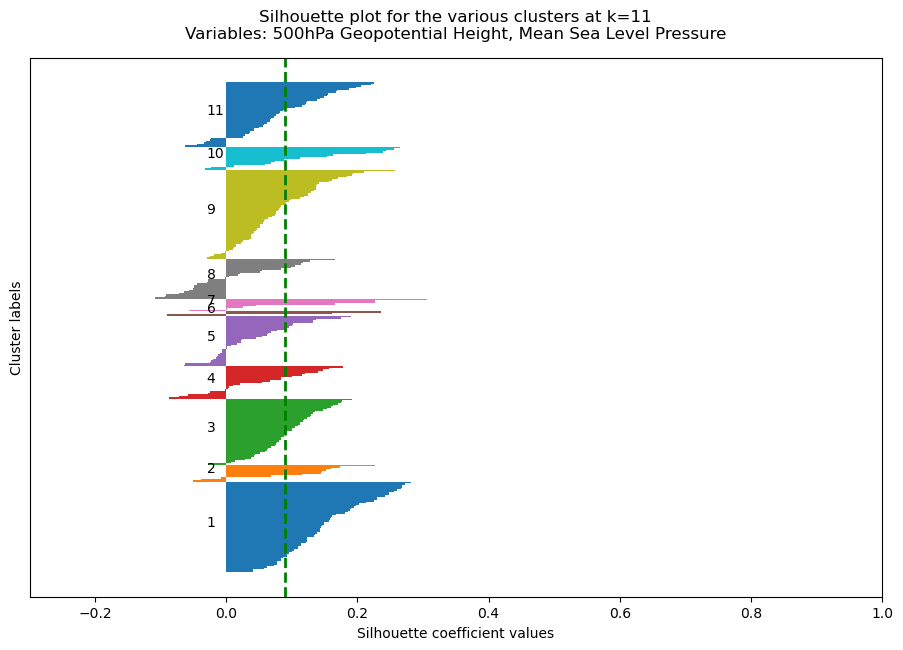 Silhouette plot for the various clusters at k=11
Variables: 500hPa Geopotential Height, Mean Sea Level Pressure
Cluster labels
11
10
9
8
7
6
5
4
3
2
1
−0.2 0.0 0.2 0.4 0.6 0.8 1.0
Silhouette coefficient values